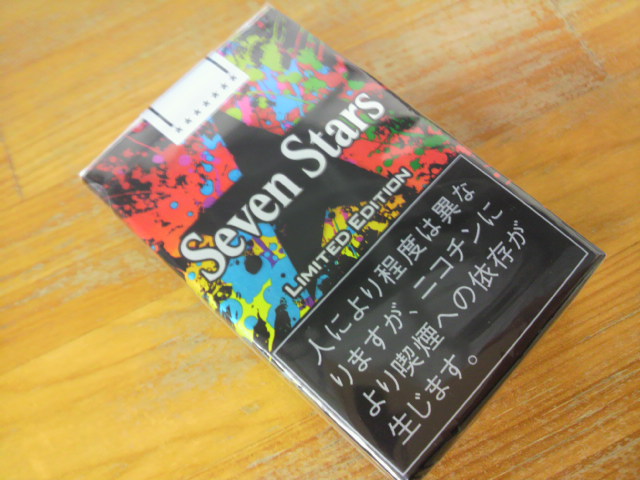 Seven Stars
LIMITED EDITION
人により程度は異な
りますが、ニコチンに
より喫煙への依存が
生じます。